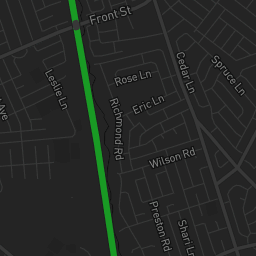 Front St
Rose Ln
Cedar Ln
Spruce Ln
Leslie Ln
Eric Ln
Ave
Richmond Rd
Wilson Rd
Preston Rd
Shari Ln